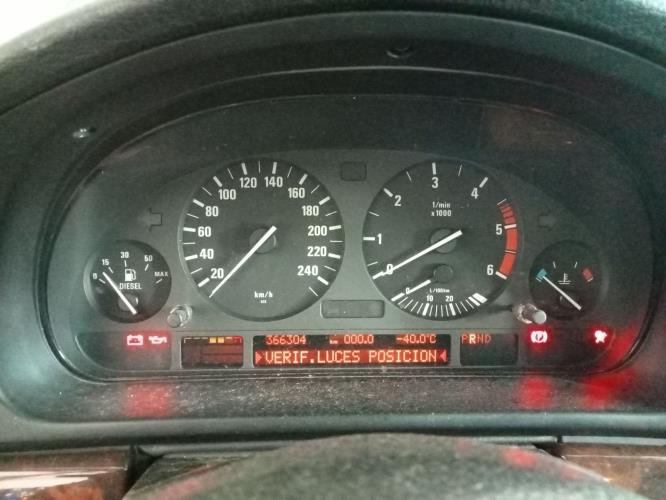 20 40 60 80 100 120 140 160 180 200 220 240
km/h
0 1 2 3 4 5 6
1/min
x1000
0 10 20
L/100km
0 15 30 50 MAX
DIESEL
366304 000.0 -40.0°C
PRND
VERIF.LUCES POSICION